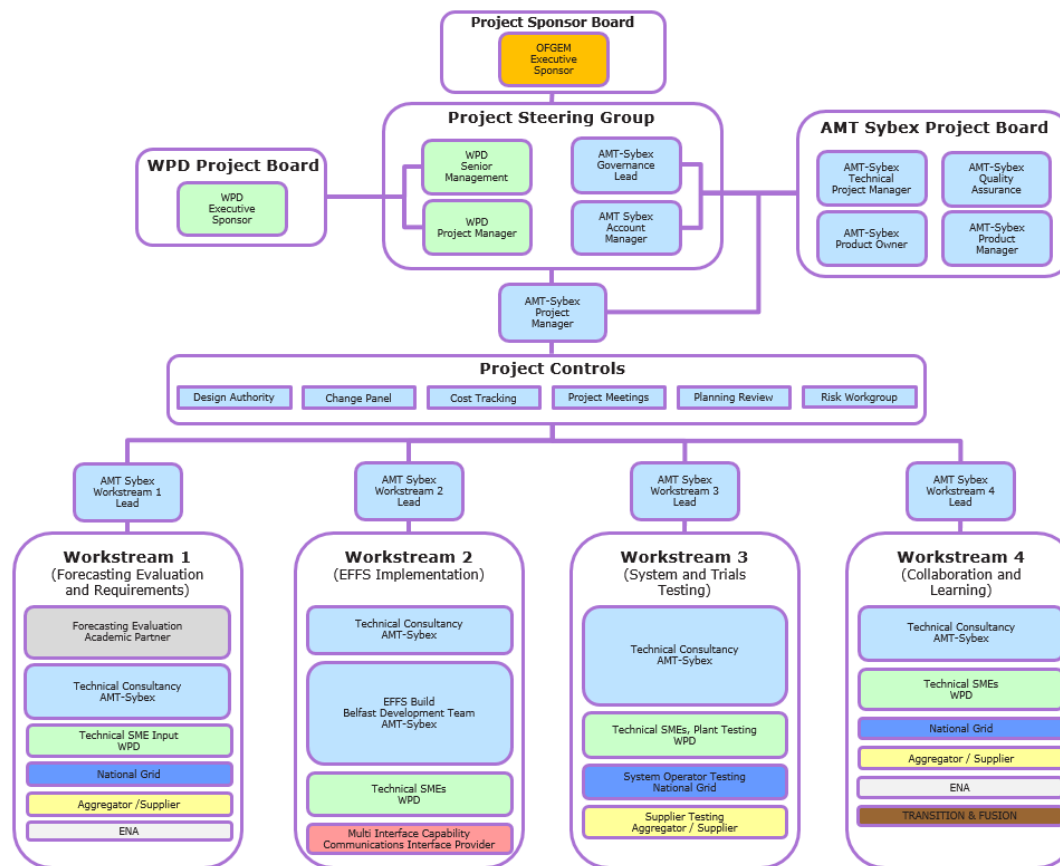 Project Sponsor Board
OFGEM
Executive
Sponsor
Project Steering Group
WPD
Senior
Management
WPD
Project Manager
AMT-Sybex
Governance
Lead
AMT Sybex
Account
Manager
WPD Project Board
WPD
Executive
Sponsor
AMT Sybex Project Board
AMT-Sybex
Technical
Project Manager
AMT-Sybex
Quality
Assurance
AMT-Sybex
Product Owner
AMT-Sybex
Product
Manager
AMT-Sybex
Project
Manager
Project Controls
Design Authority
Change Panel
Cost Tracking
Project Meetings
Planning Review
Risk Workgroup
AMT Sybex
Workstream 1
Lead
AMT Sybex
Workstream 2
Lead
AMT Sybex
Workstream 3
Lead
AMT Sybex
Workstream 4
Lead
Workstream 1
(Forecasting Evaluation
and Requirements)
Forecasting Evaluation
Academic Partner
Technical Consultancy
AMT-Sybex
Technical SME Input
WPD
National Grid
Aggregator /Supplier
ENA
Workstream 2
(EFFS Implementation)
Technical Consultancy
AMT-Sybex
EFFS Build
Belfast Development Team
AMT-Sybex
Technical SMEs
WPD
Multi Interface Capability
Communications Interface Provider
Workstream 3
(System and Trials
Testing)
Technical Consultancy
AMT-Sybex
Technical SMEs, Plant Testing
WPD
System Operator Testing
National Grid
Supplier Testing
Aggregator / Supplier
Workstream 4
(Collaboration and
Learning)
Technical Consultancy
AMT-Sybex
Technical SMEs
WPD
National Grid
Aggregator / Supplier
ENA
TRANSITION & FUSION